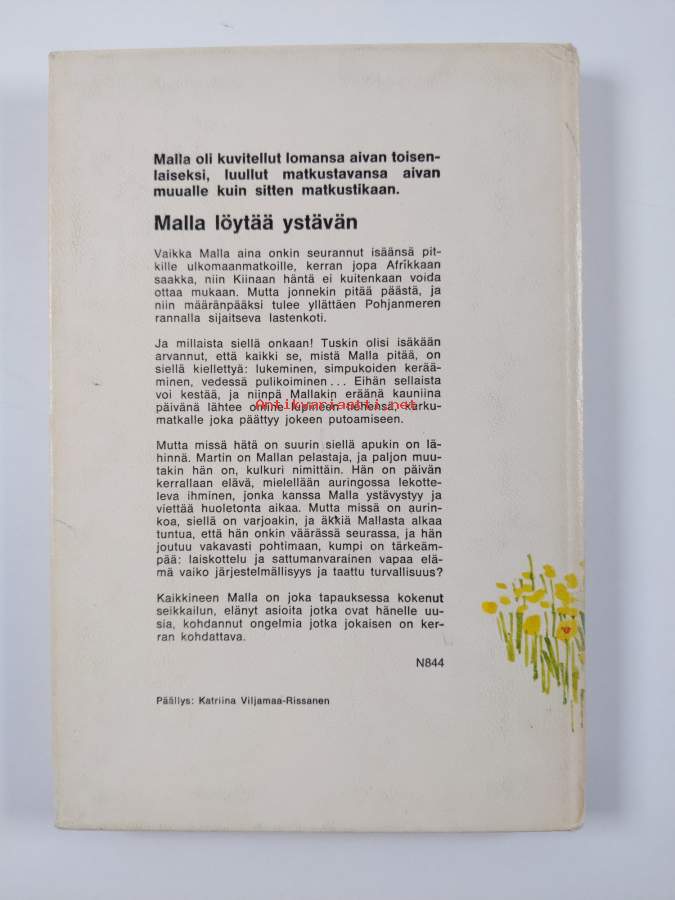 Malla oli kuvitellut lomansa aivan toisen-
laiseksi, luullut matkustavansa aivan
muualle kuin sitten matkustikaan.
Malla löytää ystävän
Vaikka Malla aina onkin seurannut isäänsä pit-
kille ulkomaanmatkoille, kerran jopa Afrikkaan
saakka, niin Kiinaan häntä ei kuitenkaan voida
ottaa mukaan. Mutta jonnekin pitää päästä, ja
niin määränpääksi tulee yllättäen Pohjanmeren
rannalla sijaitseva lastenkoti.
Ja millaista siellä onkaan! Tuskin olisi isäkään
arvannut, että kaikki se, mistä Malla pitää, on
siellä kiellettyä: lukeminen, simpukoiden kerää-
minen, vedessä pulikoiminen... Eihän sellaista
voi kestää, ja niinpä Mallakin eräänä kauniina
päivänä lähtee omine lupineen tiehensä, karku-
matkalle joka päättyy jokeen putoamiseen.
Antikvariaatti.net
Mutta missä hätä on suurin siellä apukin on lä-
hinnä. Martin on Mallan pelastaja, ja paljon muu-
takin hän on, kulkuri nimittäin. Hän on päivän
kerrallaan elävä, mielellään auringossa lekotte-
leva ihminen, jonka kanssa Malla ystävystyy ja
viettää huoletonta aikaa. Mutta missä on aurin-
koa, siellä on varjoakin, ja äkkiä Mallasta alkaa
tuntua, että hän onkin väärässä seurassa, ja hän
joutuu vakavasti pohtimaan, kumpi on tärkeäm-
pää: laiskottelu ja sattumanvarainen vapaa elä-
mä vaiko järjestelmällisyys ja taattu turvallisuus?
Kaikkineen Malla on joka tapauksessa kokenut
seikkailun, elänyt asioita jotka ovat hänelle uu-
sia, kohdannut ongelmia jotka jokaisen on ker-
ran kohdattava.
N844
Päällys: Katriina Viljamaa-Rissanen